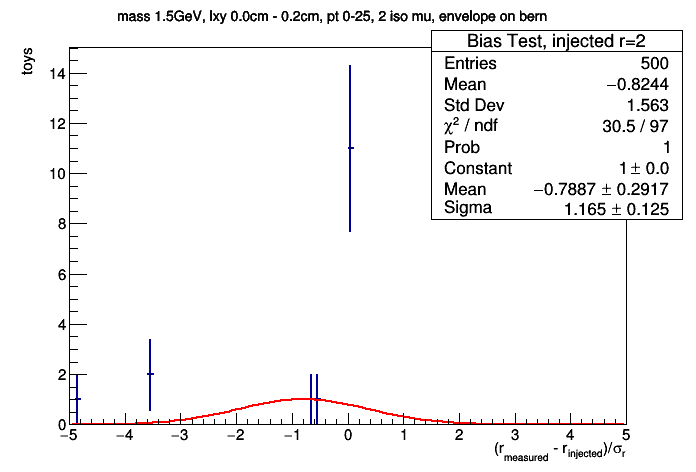 mass 1.5GeV, lxy 0.0cm - 0.2cm, pt 0-25, 2 iso mu, envelope on bern
Bias Test, injected r=2
Entries 500
Mean −0.8244
Std Dev 1.563
χ² / ndf 30.5 / 97
Prob 1
Constant 1 ± 0.0
Mean −0.7887 ± 0.2917
Sigma 1.165 ± 0.125
toys
14
12
10
8
6
4
2
0
−5 −4 −3 −2 −1 0 1 2 3 4 5
(r_measured - r_injected)/σ_r